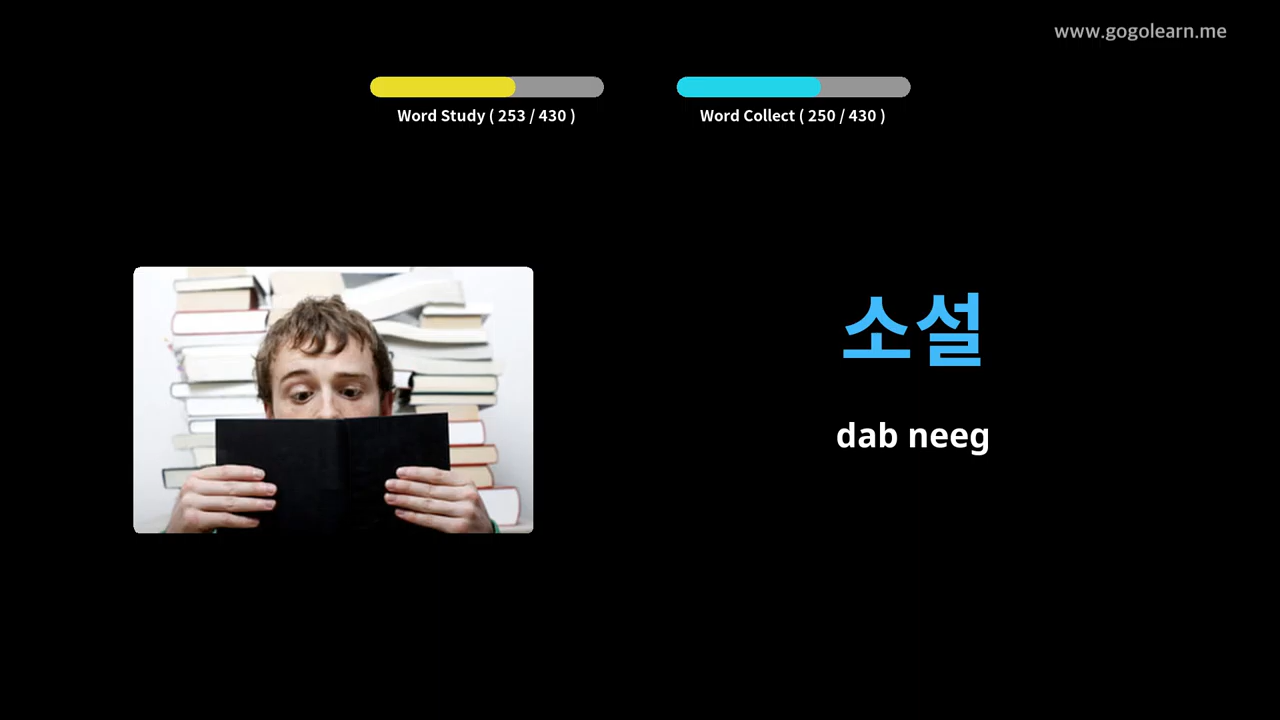 www.gogolearn.me
Word Study ( 253 / 430 )
Word Collect ( 250 / 430 )
소설
dab neeg